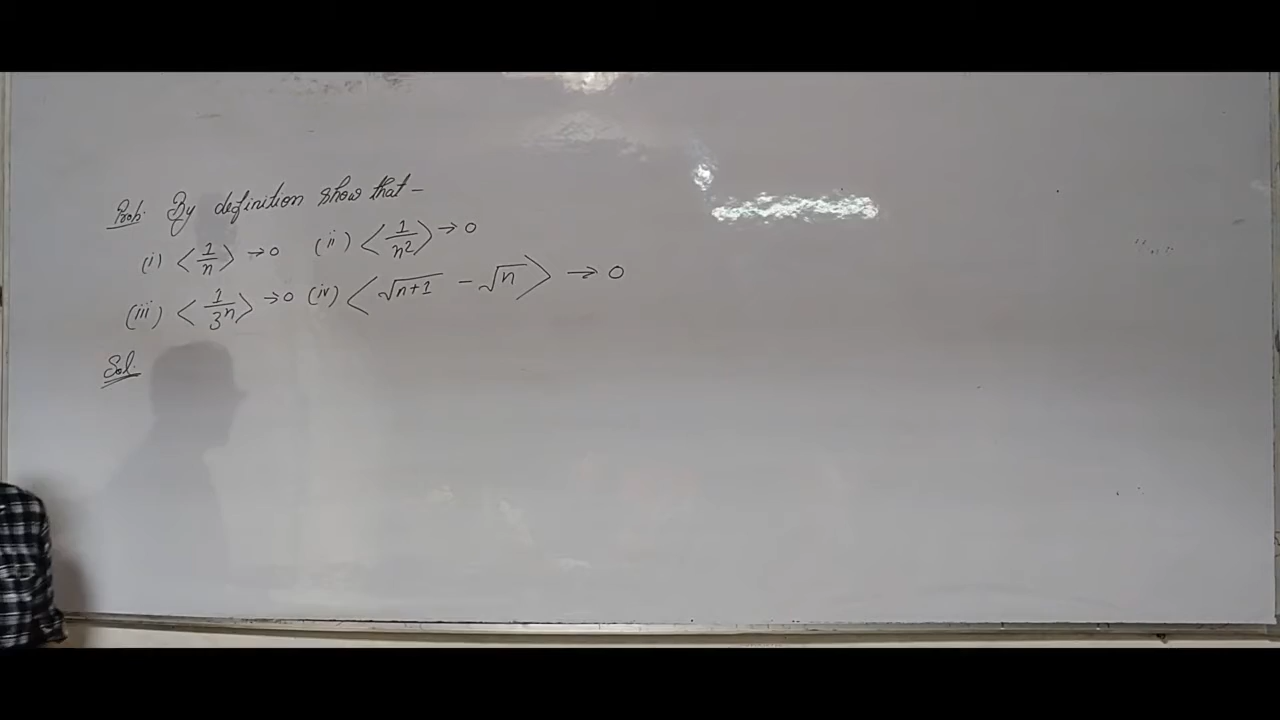 Prob. By definition show that –
(i) <1/n> → 0 (ii) <1/n²> → 0
(iii) <1/3ⁿ> → 0 (iv) <√n+1 − √n> → 0
Sol.